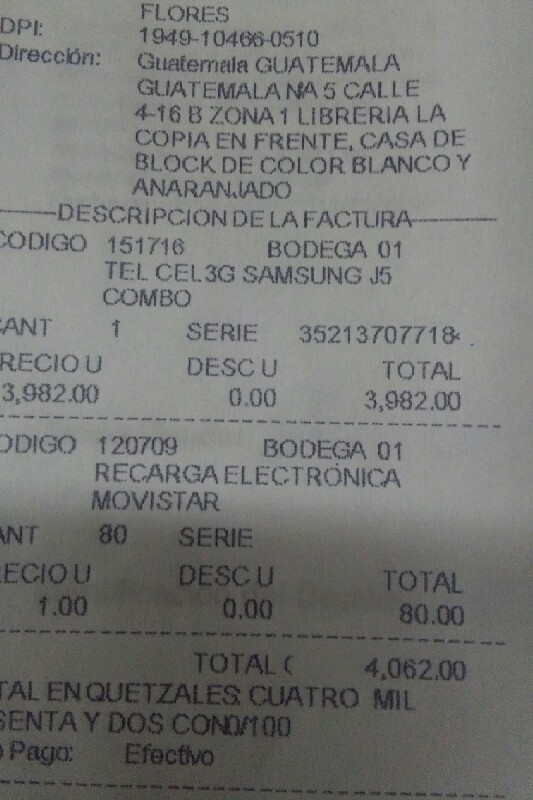 FLORES
DPI: 1949-10466-0510
Dirección: Guatemala GUATEMALA
GUATEMALA NA 5 CALLE
4-16 B ZONA 1 LIBRERIA LA
COPIA EN FRENTE, CASA DE
BLOCK DE COLOR BLANCO Y
ANARANJADO
DESCRIPCION DE LA FACTURA
CODIGO 151716 BODEGA 01
TEL CEL3G SAMSUNG J5
COMBO
CANT 1 SERIE 35213707718
RECIO U DESC U TOTAL
3,982.00 0.00 3,982.00
ODIGO 120709 BODEGA 01
RECARGA ELECTRÓNICA
MOVISTAR
ANT 80 SERIE
ECIO U DESC U TOTAL
1.00 0.00 80.00
TOTAL ( 4,062.00
TAL EN QUETZALES: CUATRO MIL
SENTA Y DOS CON0/100
o Pago: Efectivo